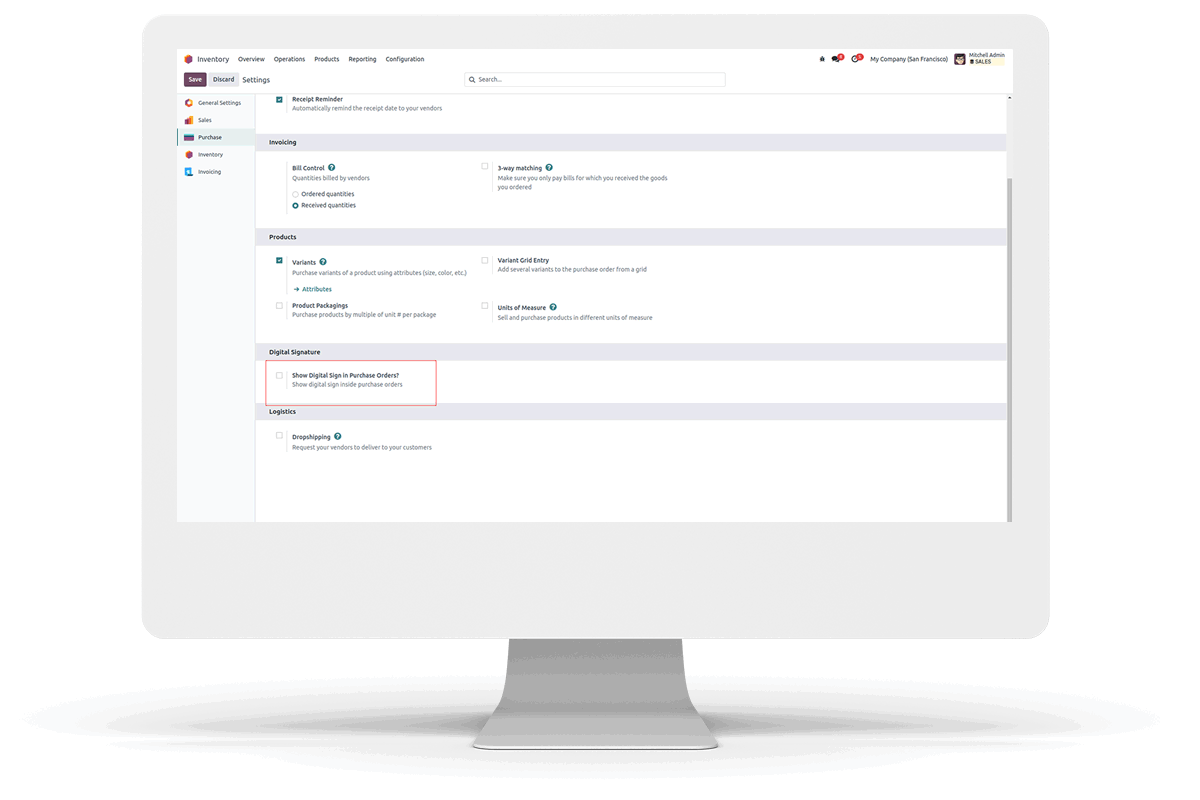 Inventory Overview Operations Products Reporting Configuration
My Company (San Francisco)
Mitchell Admin
SALES
Save Discard Settings
Search...
General Settings
Sales
Purchase
Inventory
Invoicing
Receipt Reminder
Automatically remind the receipt date to your vendors
Invoicing
Bill Control ?
Quantities billed by vendors
Ordered quantities
Received quantities
3-way matching ?
Make sure you only pay bills for which you received the goods
you ordered
Products
Variants ?
Purchase variants of a product using attributes (size, color, etc.)
Attributes
Variant Grid Entry
Add several variants to the purchase order from a grid
Product Packagings
Purchase products by multiple of unit # per package
Units of Measure ?
Sell and purchase products in different units of measure
Digital Signature
Show Digital Sign in Purchase Orders?
Show digital sign inside purchase orders
Logistics
Dropshipping ?
Request your vendors to deliver to your customers